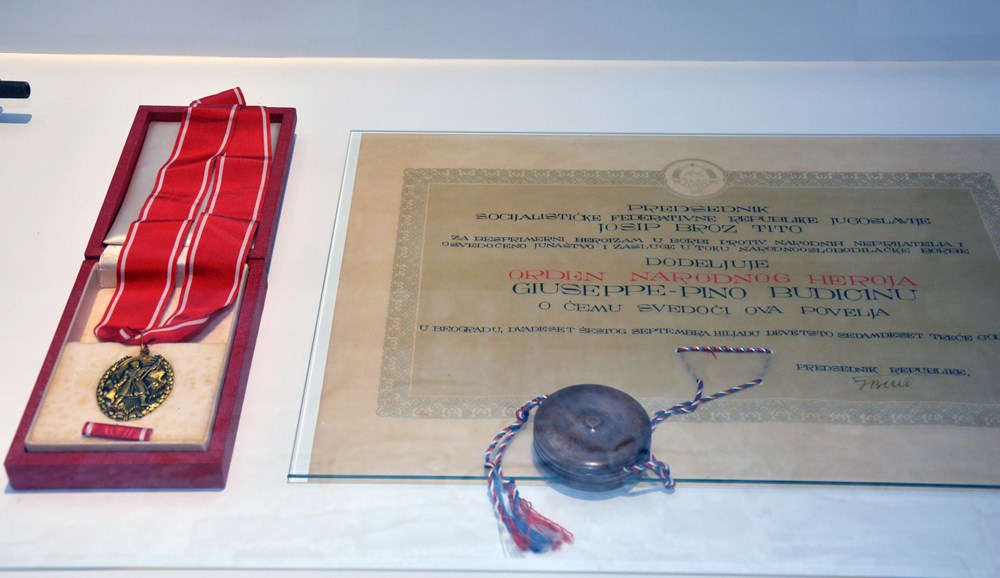 PREDSEDNIK
SOCIJALISTIČKE FEDERATIVNE REPUBLIKE JUGOSLAVIJE
JOSIP BROZ TITO
ZA BESPRIMERNI HEROIZAM U BORBI PROTIV NARODNIH NEPRIJATELJA I
OSVEDOČENO JUNAŠTVO I ZASLUGE U TOKU NARODNOOSLOBODILAČKE BORBE
DODELJUJE
ORDEN NARODNOG HEROJA
GIUSEPPE-PINO BUDICINU
O ČEMU SVEDOČI OVA POVELJA
U BEOGRADU, DVADESET ŠESTOG SEPTEMBRA HILJADU DEVETSTO SEDAMDESET TREĆE GOD
PREDSEDNIK REPUBLIKE,